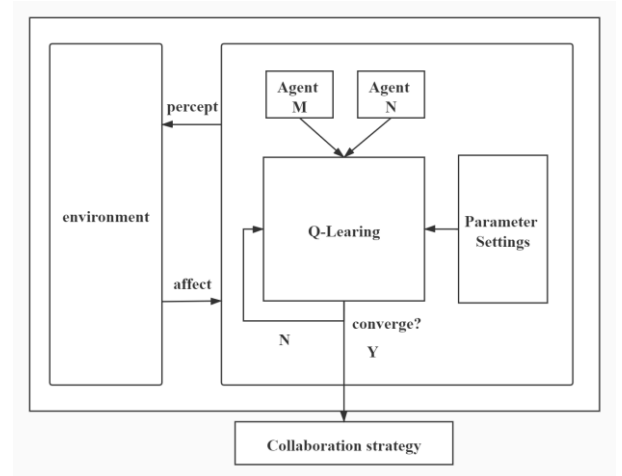 Agent
M
Agent
N
percept
environment
Q-Learing
Parameter
Settings
affect
converge?
N
Y
Collaboration strategy